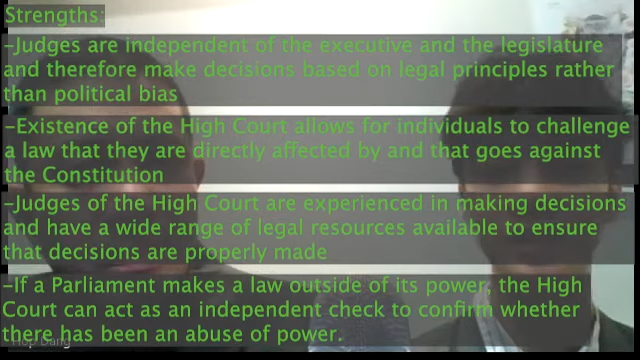 Strengths:
-Judges are independent of the executive and the legislature
and therefore make decisions based on legal principles rather
than political bias
-Existence of the High Court allows for individuals to challenge
a law that they are directly affected by and that goes against
the Constitution
-Judges of the High Court are experienced in making decisions
and have a wide range of legal resources available to ensure
that decisions are properly made
-If a Parliament makes a law outside of its power, the High
Court can act as an independent check to confirm whether
there has been an abuse of power.
Hop Dang